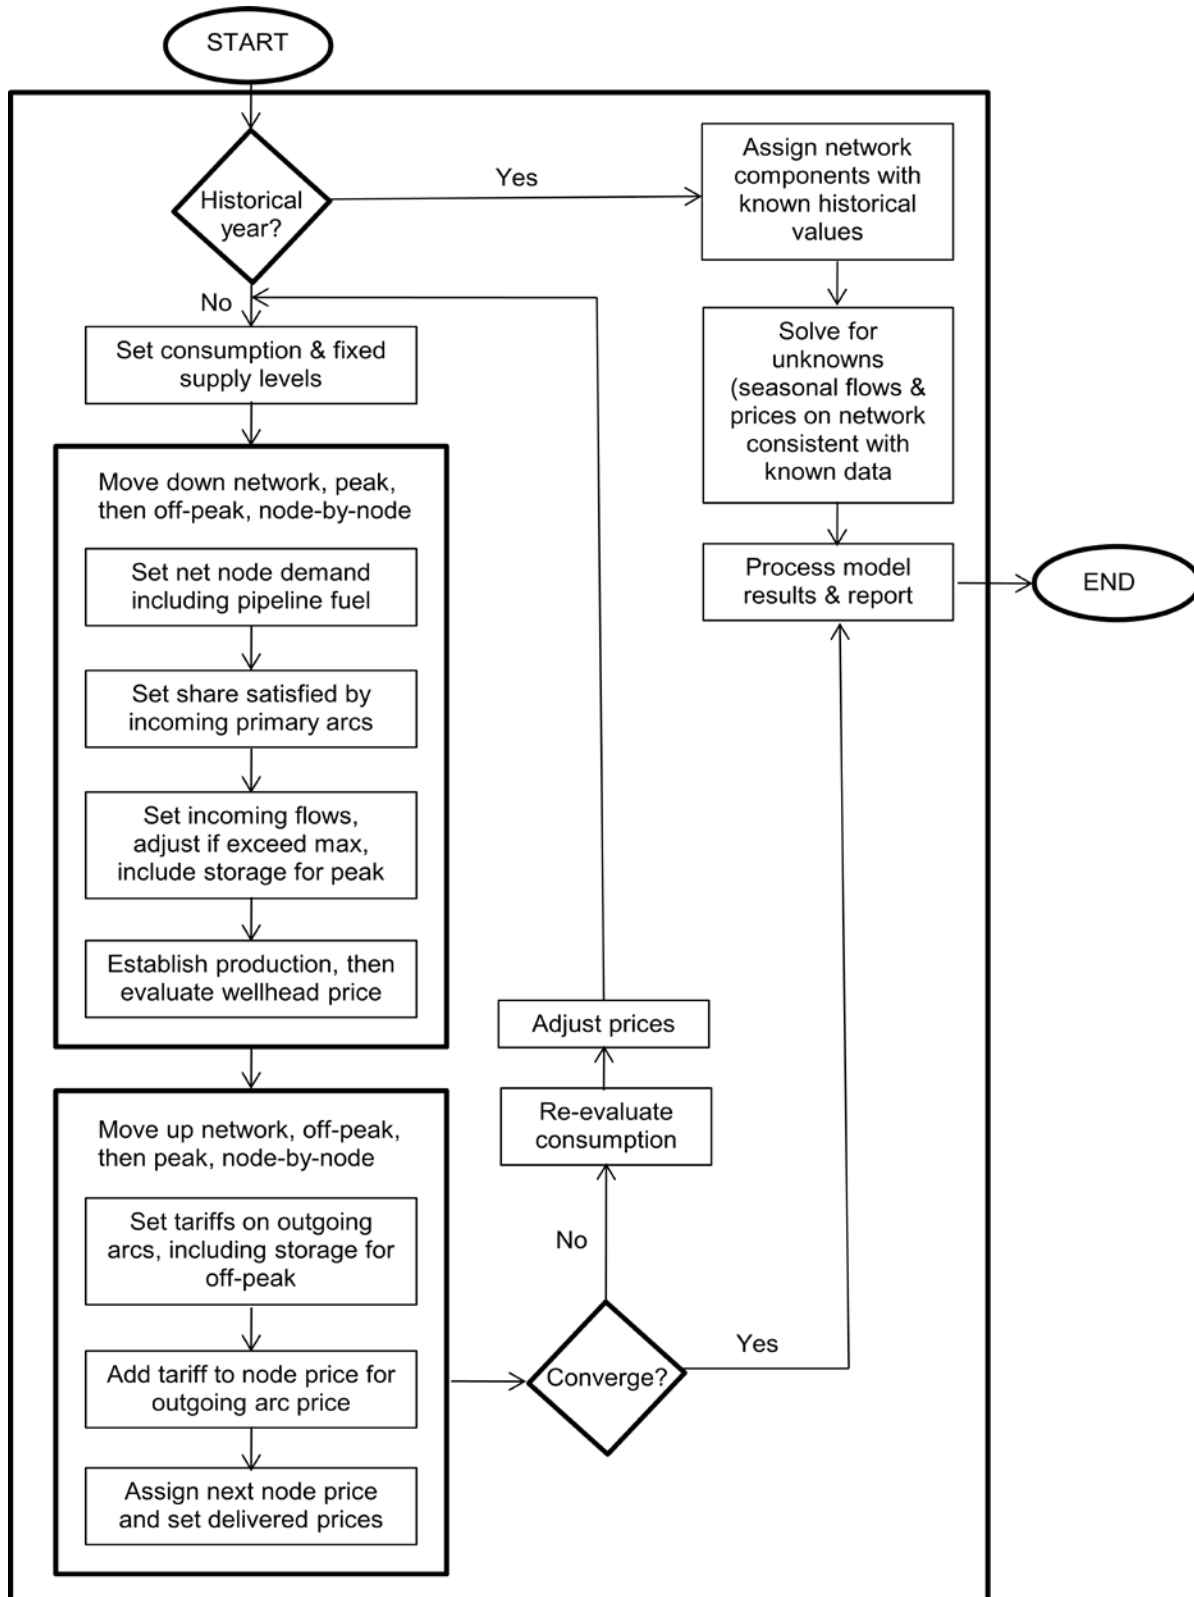 START
Historical
year?
Yes
No
Assign network
components with
known historical
values
Solve for
unknowns
(seasonal flows &
prices on network
consistent with
known data
Process model
results & report
END
Set consumption & fixed
supply levels
Move down network, peak,
then off-peak, node-by-node
Set net node demand
including pipeline fuel
Set share satisfied by
incoming primary arcs
Set incoming flows,
adjust if exceed max,
include storage for peak
Establish production, then
evaluate wellhead price
Move up network, off-peak,
then peak, node-by-node
Set tariffs on outgoing
arcs, including storage for
off-peak
Add tariff to node price for
outgoing arc price
Assign next node price
and set delivered prices
Converge?
Yes
No
Re-evaluate
consumption
Adjust prices